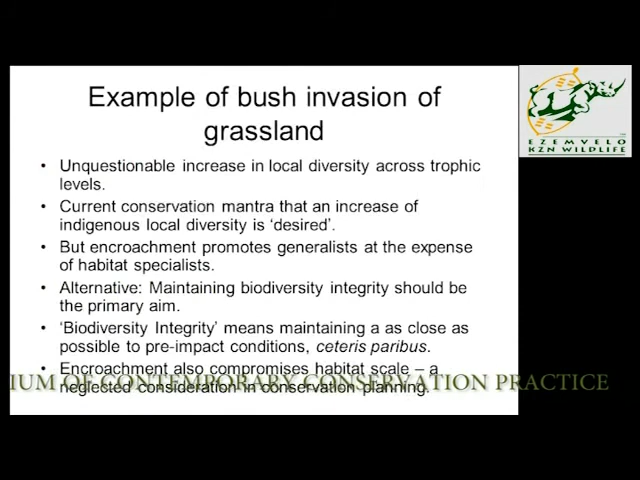 Example of bush invasion of
grassland
• Unquestionable increase in local diversity across trophic
levels.
• Current conservation mantra that an increase of
indigenous local diversity is ‘desired’.
• But encroachment promotes generalists at the expense
of habitat specialists.
• Alternative: Maintaining biodiversity integrity should be
the primary aim.
• ‘Biodiversity Integrity’ means maintaining a as close as
possible to pre-impact conditions, ceteris paribus.
• Encroachment also compromises habitat scale – a
neglected consideration in conservation planning.
IUM OF CONTEMPORARY CONSERVATION PRACTICE
EZEMVELO
KZN WILDLIFE